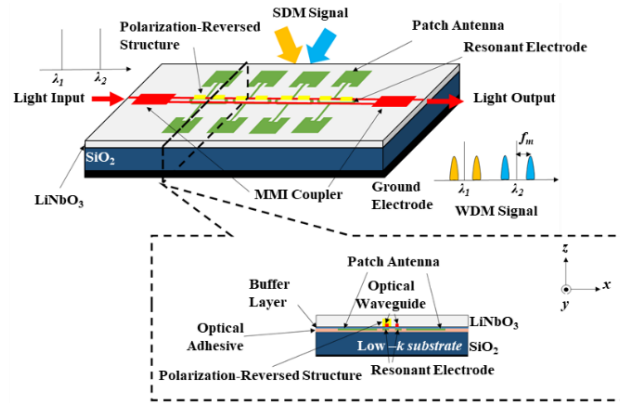 Polarization-Reversed
Structure
SDM Signal
Patch Antenna
Resonant Electrode
λ1
λ2
Light Input
Light Output
SiO2
LiNbO3
MMI Coupler
Ground
Electrode
fm
λ1
λ2
WDM Signal
Patch Antenna
Buffer
Layer
Optical
Waveguide
LiNbO3
Optical
Adhesive
Low –k substrate
SiO2
Polarization-Reversed Structure
Resonant Electrode
z
y
x